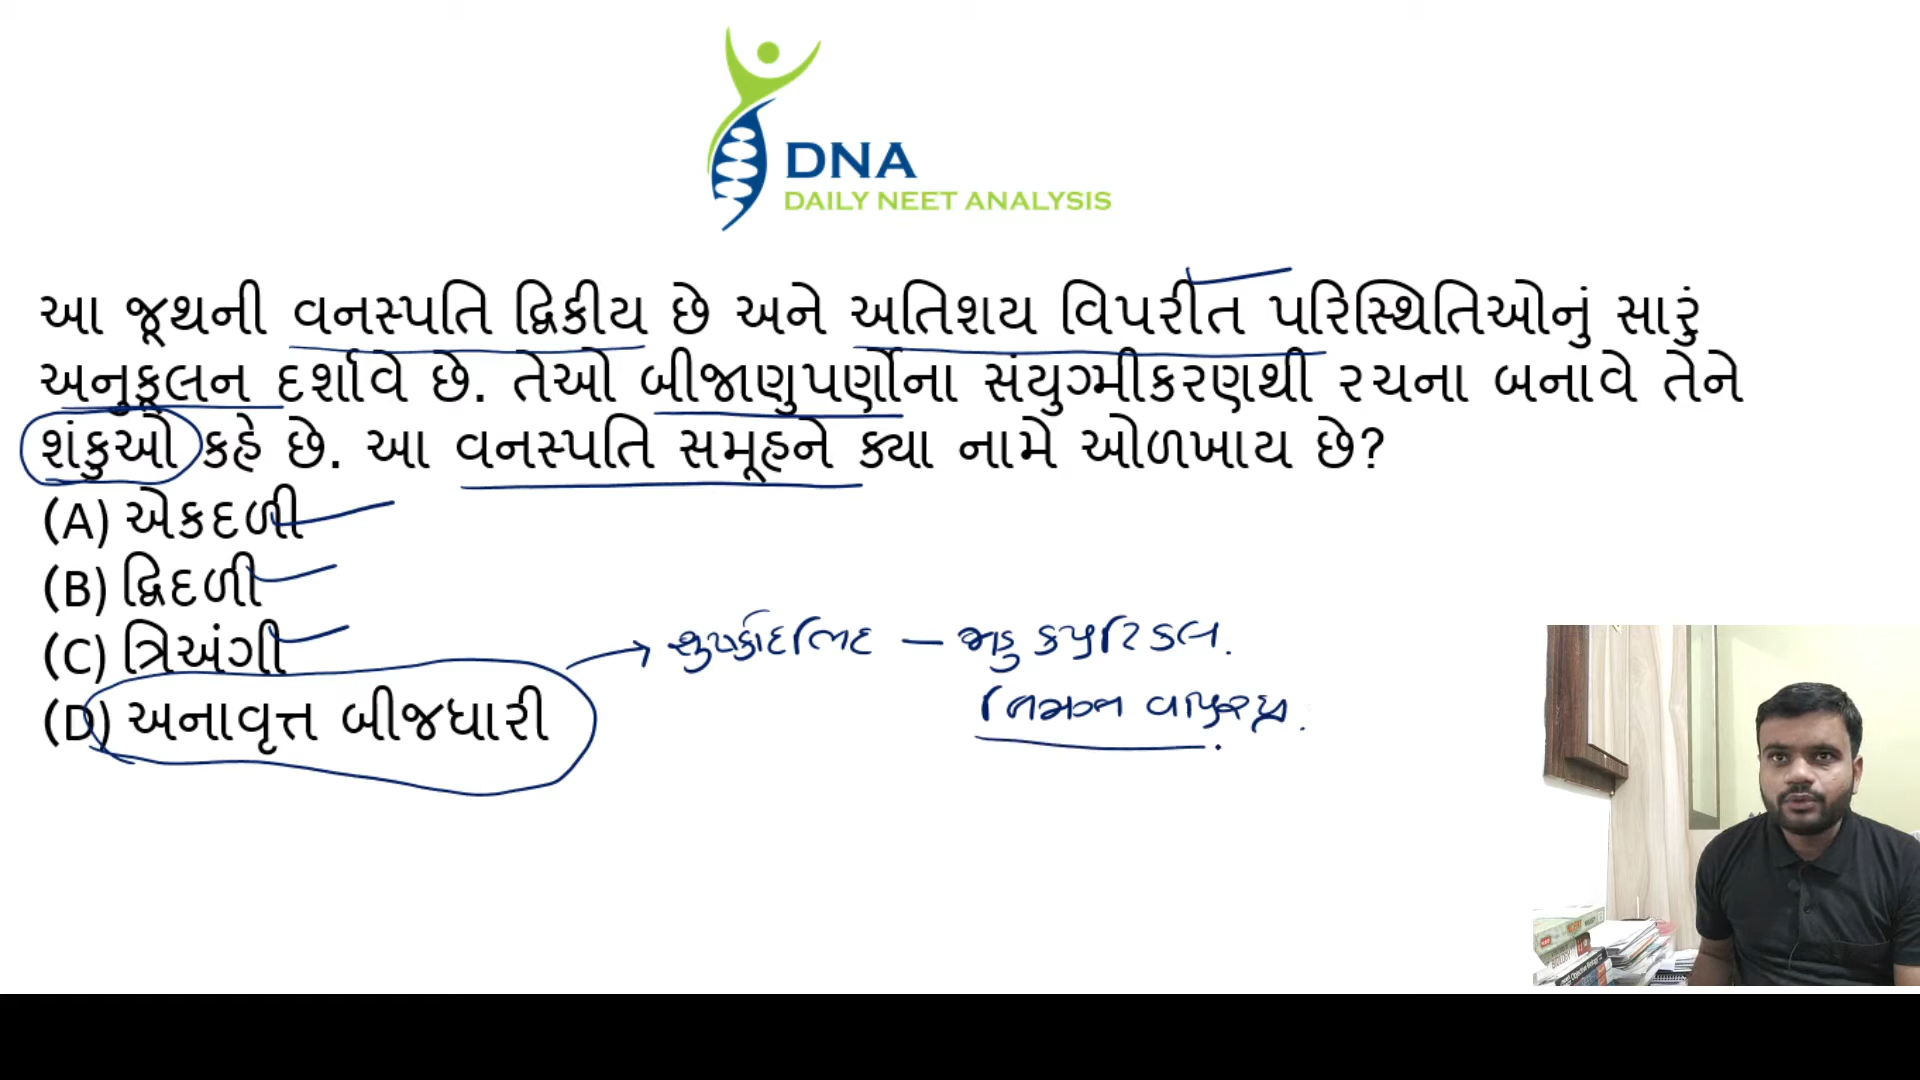 DNA
DAILY NEET ANALYSIS
આ જૂથની વનસ્પતિ દ્વિકીય છે અને અતિશય વિપરીત પરિસ્થિતિઓનું સારું
અનુકૂલન દર્શાવે છે. તેઓ બીજાણુપર્ણોના સંયુગ્મીકરણથી રચના બનાવે તેને
શંકુઓ કહે છે. આ વનસ્પતિ સમૂહને ક્યા નામે ઓળખાય છે?
(A) એકદળી
(B) દ્વિદળી
(C) ત્રિઅંગી
(D) અનાવૃત્ત બીજધારી